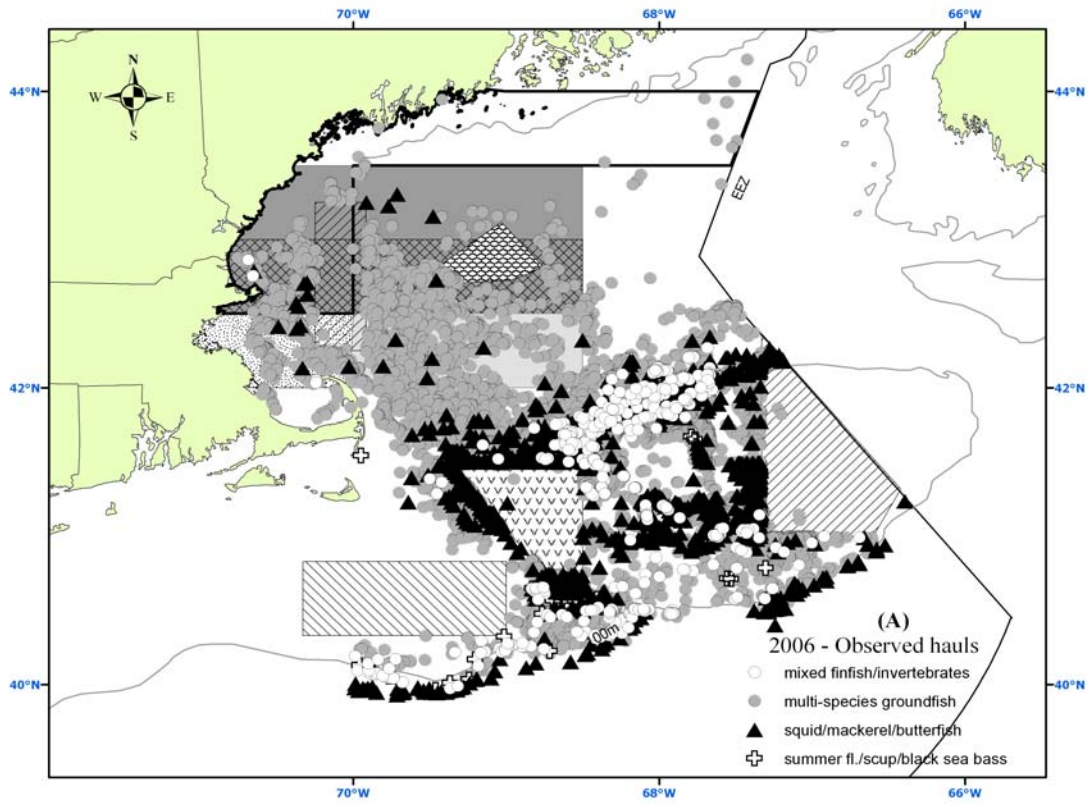 70°W 68°W 66°W
N
W E
S
44°N 44°N
EEZ
42°N 42°N
00m
(A)
2006 - Observed hauls
mixed finfish/invertebrates
multi-species groundfish
squid/mackerel/butterfish
summer fl./scup/black sea bass
40°N 40°N
70°W 68°W 66°W